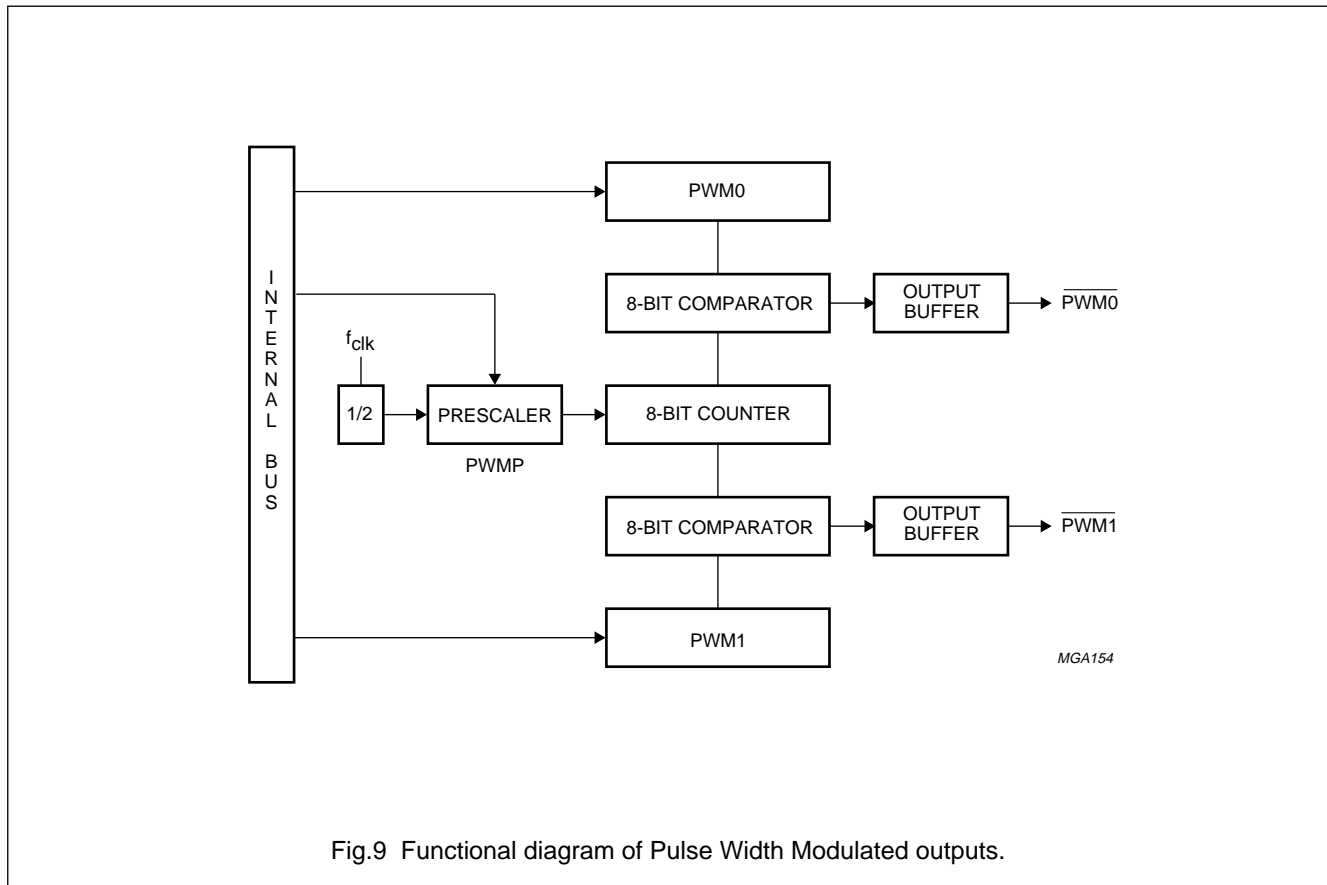 INTERNAL BUS
PWM0
8-BIT COMPARATOR
OUTPUT
BUFFER
PWM0
fclk
1/2
PRESCALER
8-BIT COUNTER
PWMP
8-BIT COMPARATOR
OUTPUT
BUFFER
PWM1
PWM1
MGA154
Fig.9 Functional diagram of Pulse Width Modulated outputs.